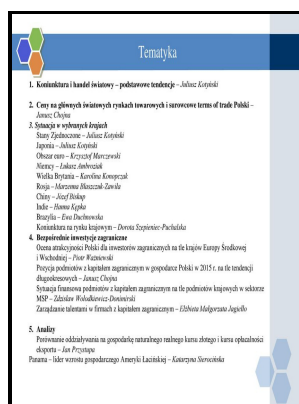 Tematyka
1. Koniunktura i handel światowy – podstawowe tendencje – Juliusz Kotyński
2. Ceny na głównych światowych rynkach towarowych i surowcowe terms of trade Polski –
Janusz Chojna
3. Sytuacja w wybranych krajach
Stany Zjednoczone – Juliusz Kotyński
Japonia – Juliusz Kotyński
Obszar euro – Krzysztof Marczewski
Niemcy – Łukasz Ambroziak
Wielka Brytania – Karolina Konopczak
Rosja – Marzenna Błaszczuk-Zawiła
Chiny – Józef Biskup
Indie – Hanna Kępka
Brazylia – Ewa Duchnowska
Koniunktura na rynku krajowym – Dorota Szepieniec-Puchalska
4. Bezpośrednie inwestycje zagraniczne
Ocena atrakcyjności Polski dla inwestorów zagranicznych na tle krajów Europy Środkowej
i Wschodniej – Piotr Ważniewski
Pozycja podmiotów z kapitałem zagranicznym w gospodarce Polski w 2015 r. na tle tendencji
długookresowych – Janusz Chojna
Sytuacja finansowa podmiotów z kapitałem zagranicznym na tle podmiotów krajowych w sektorze
MSP – Zdzisław Wołodkiewicz-Donimirski
Zarządzanie talentami w firmach z kapitałem zagranicznym – Elżbieta Małgorzata Jagiełło
5. Analizy
Porównanie oddziaływania na gospodarkę naturalnego realnego kursu złotego i kursu opłacalności
eksportu – Jan Przystupa
Panama – lider wzrostu gospodarczego Ameryki Łacińskiej – Katarzyna Sierocińska